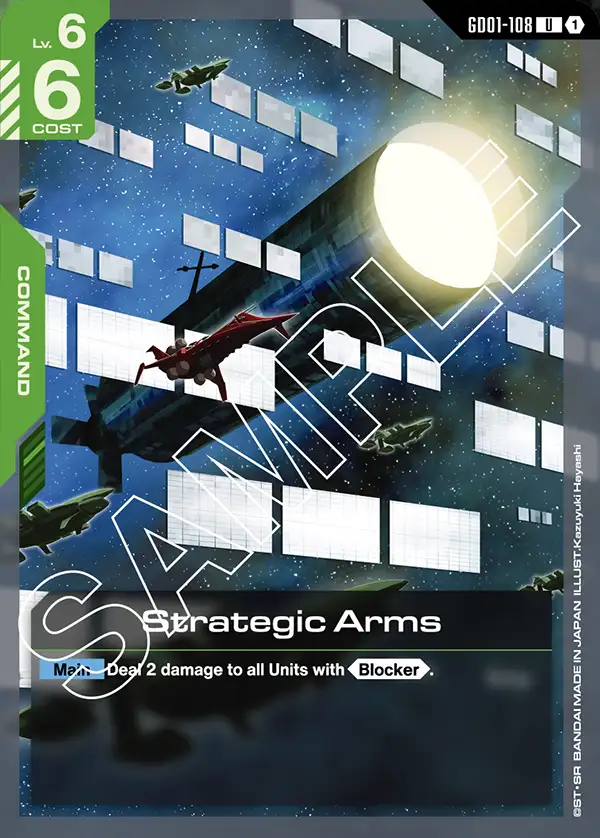 Lv. 6
6
COST
GD01-108 U 1
COMMAND
SAMPLE
Strategic Arms
Main Deal 2 damage to all Units with Blocker.
©ST•SR BANDAI MADE IN JAPAN ILLUST.Kazuyuki Hayashi